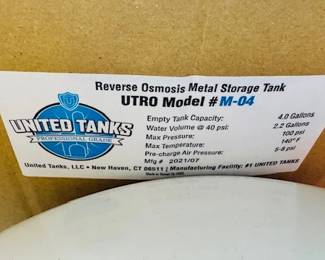 Reverse Osmosis Metal Storage Tank
UTRO Model # M-04
UNITED TANKS
PROFESSIONAL GRADE
Empty Tank Capacity: 4.0 Gallons
Water Volume @ 40 psi: 2.2 Gallons
Max Pressure: 100 psi
Max Temperature: 140° F
Pre-charge Air Pressure: 5-8 psi
Mfg # 2021/07
United Tanks, LLC - New Haven, CT 06511 | Manufacturing Facility: #1 UNITED TANKS